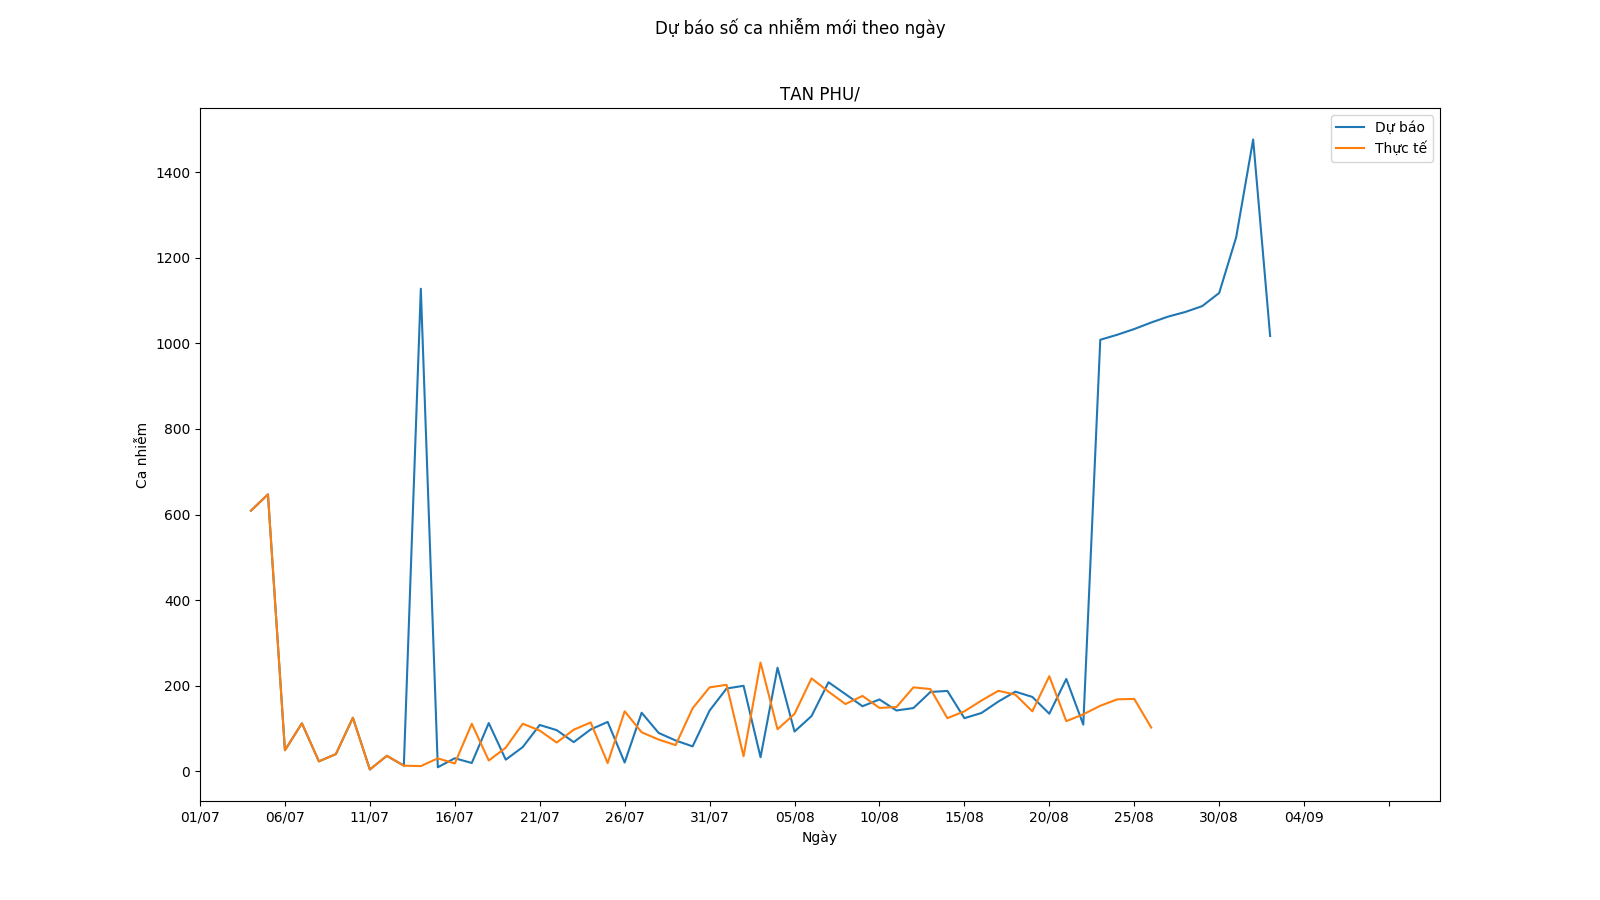 Dự báo số ca nhiễm mới theo ngày
TAN PHU/
Dự báo
Thực tế
1400
1200
1000
800
600
400
200
0
Ca nhiễm
01/07 06/07 11/07 16/07 21/07 26/07 31/07 05/08 10/08 15/08 20/08 25/08 30/08 04/09
Ngày